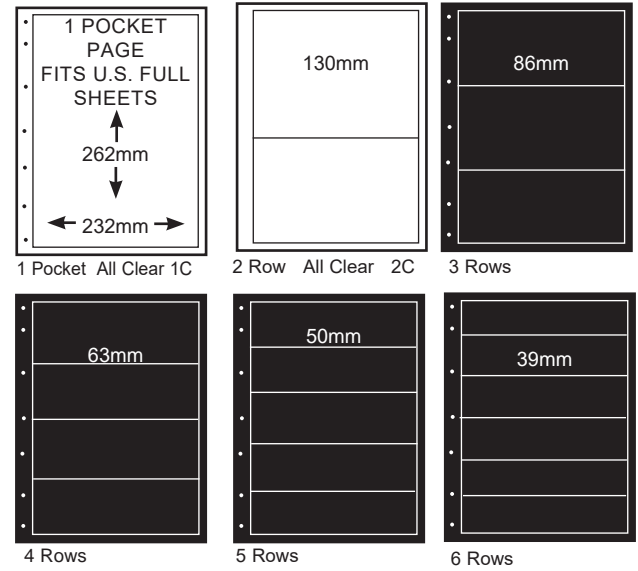 1 POCKET
PAGE
FITS U.S. FULL
SHEETS
262mm
232mm
1 Pocket All Clear 1C
130mm
2 Row All Clear 2C
86mm
3 Rows
63mm
4 Rows
50mm
5 Rows
39mm
6 Rows